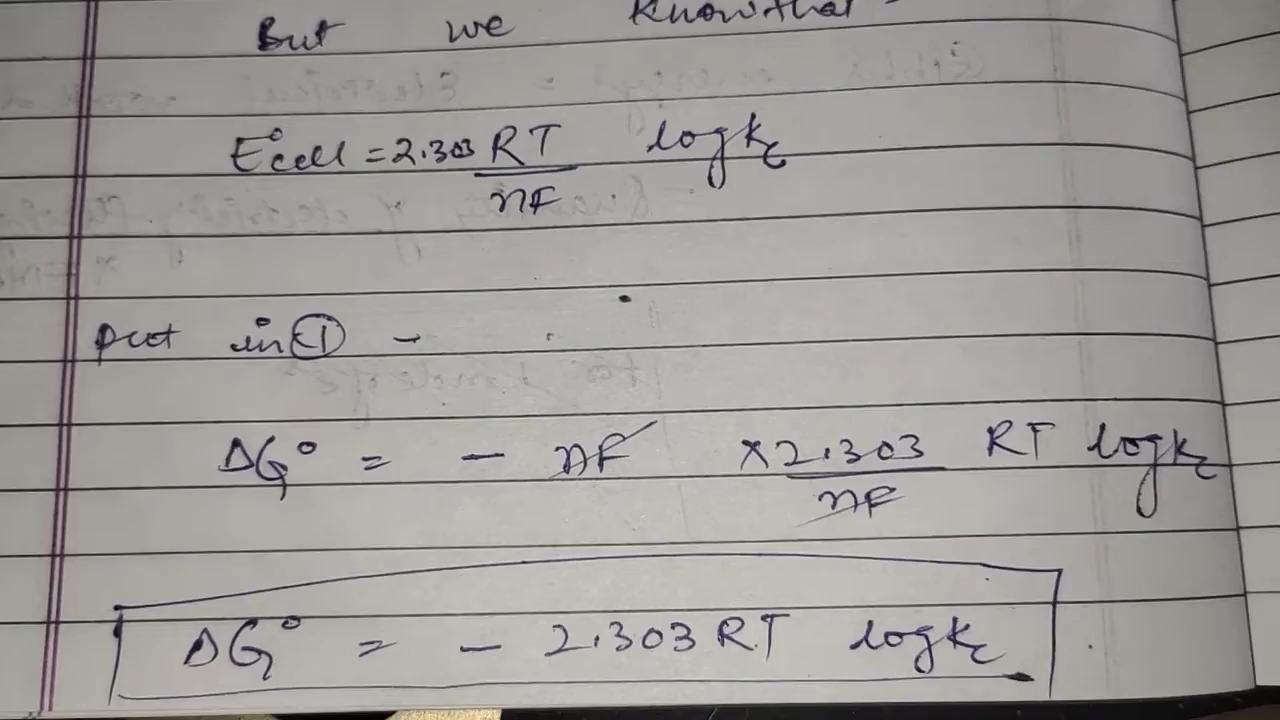 But we Know that -
E°cell = 2.303 RT/nF log Kc
put in ① -
ΔG° = - nF × 2.303/nF RT log Kc
ΔG° = - 2.303 RT log Kc